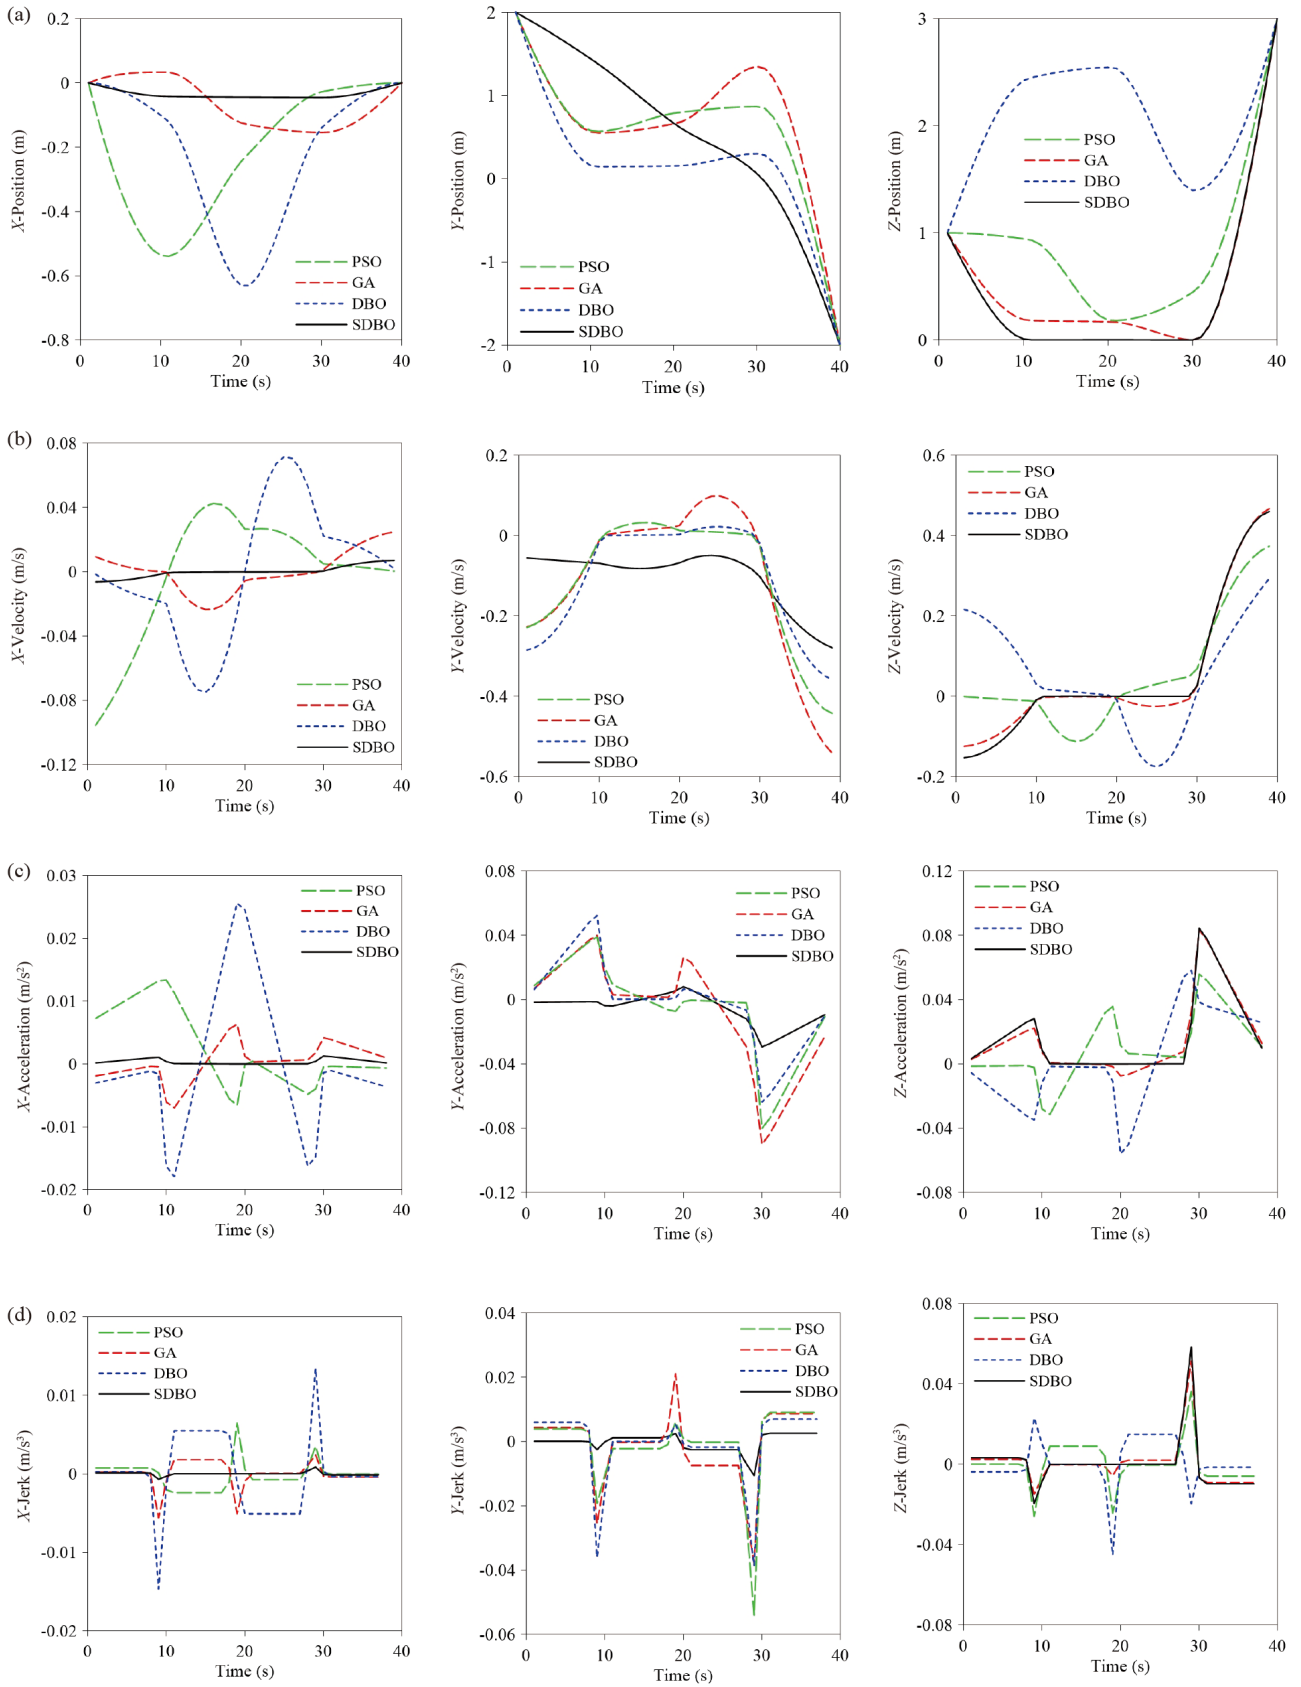 (a)
0.2
0
-0.2
-0.4
-0.6
-0.8
X-Position (m)
PSO
GA
DBO
SDBO
0 10 20 30 40
Time (s)
2
1
0
-1
-2
Y-Position (m)
PSO
GA
DBO
SDBO
0 10 20 30 40
Time (s)
3
2
1
0
Z-Position (m)
PSO
GA
DBO
SDBO
0 10 20 30 40
Time (s)
(b)
0.08
0.04
0
-0.04
-0.08
-0.12
X-Velocity (m/s)
PSO
GA
DBO
SDBO
0 10 20 30 40
Time (s)
0.2
0
-0.2
-0.4
-0.6
Y-Velocity (m/s)
PSO
GA
DBO
SDBO
0 10 20 30 40
Time (s)
0.6
0.4
0.2
0
-0.2
Z-Velocity (m/s)
PSO
GA
DBO
SDBO
0 10 20 30 40
Time (s)
(c)
0.03
0.02
0.01
0
-0.01
-0.02
X-Acceleration (m/s²)
PSO
GA
DBO
SDBO
0 10 20 30 40
Time (s)
0.08
0.04
0
-0.04
-0.08
-0.12
Y-Acceleration (m/s²)
PSO
GA
DBO
SDBO
0 10 20 30 40
Time (s)
0.12
0.08
0.04
0
-0.04
-0.08
Z-Acceleration (m/s²)
PSO
GA
DBO
SDBO
0 10 20 30 40
Time (s)
(d)
0.02
0.01
0
-0.01
-0.02
X-Jerk (m/s³)
PSO
GA
DBO
SDBO
0 10 20 30 40
Time (s)
0.04
0.02
0
-0.02
-0.04
-0.06
Y-Jerk (m/s³)
PSO
GA
DBO
SDBO
0 10 20 30 40
Time (s)
0.08
0.04
0
-0.04
-0.08
Z-Jerk (m/s³)
PSO
GA
DBO
SDBO
0 10 20 30 40
Time (s)